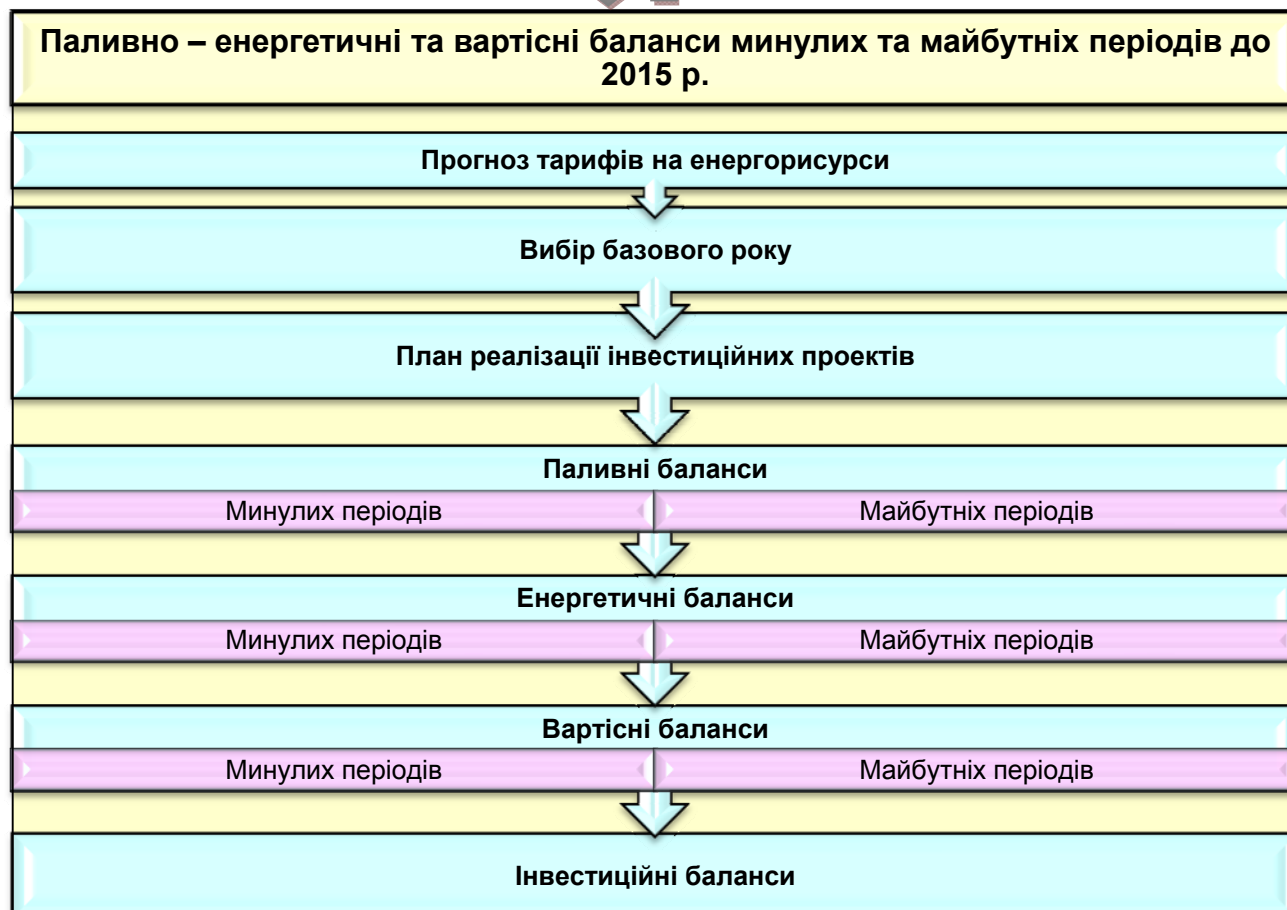 Паливно – енергетичні та вартісні баланси минулих та майбутніх періодів до
2015 р.
Прогноз тарифів на енергорисурси
Вибір базового року
План реалізації інвестиційних проектів
Паливні баланси
Минулих періодів
Майбутніх періодів
Енергетичні баланси
Минулих періодів
Майбутніх періодів
Вартісні баланси
Минулих періодів
Майбутніх періодів
Інвестиційні баланси